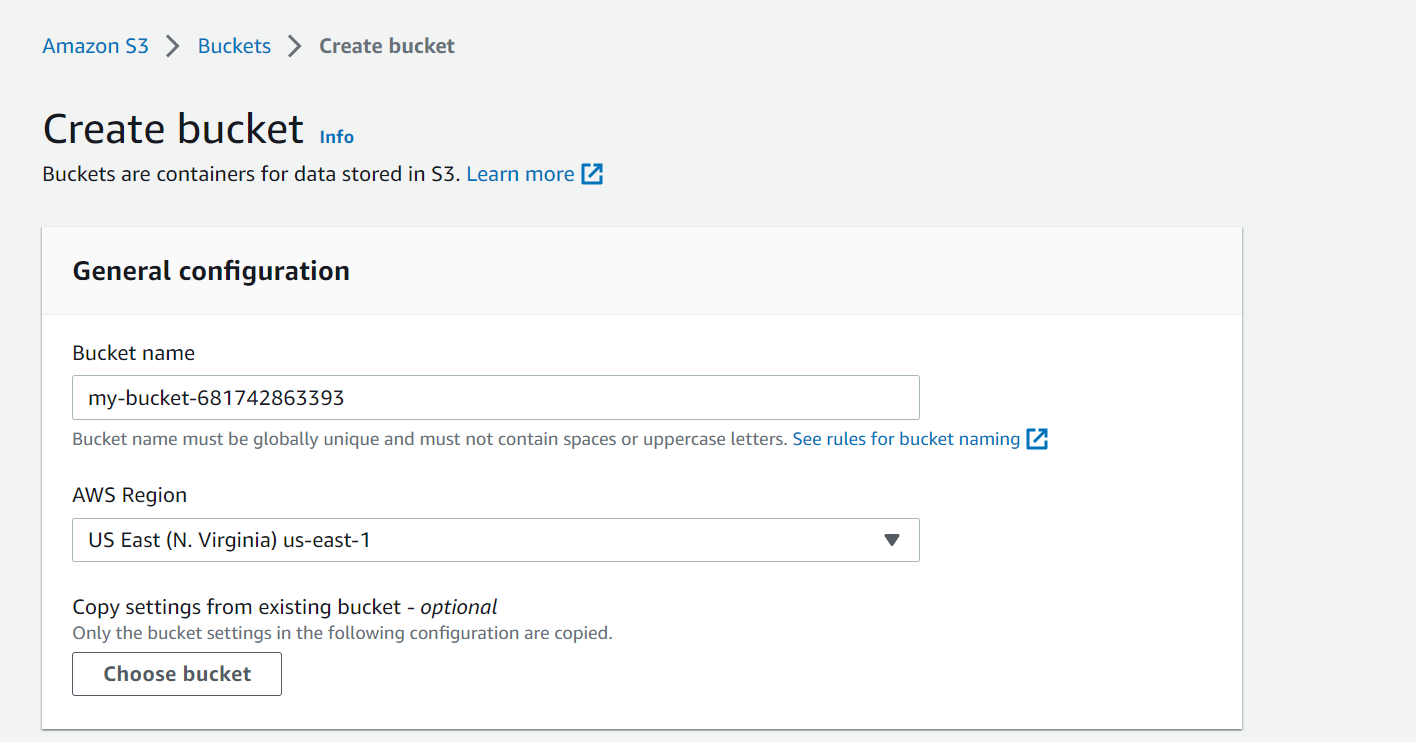 Amazon S3 > Buckets > Create bucket
Create bucket Info
Buckets are containers for data stored in S3. Learn more
General configuration
Bucket name
my-bucket-681742863393
Bucket name must be globally unique and must not contain spaces or uppercase letters. See rules for bucket naming
AWS Region
US East (N. Virginia) us-east-1
Copy settings from existing bucket - optional
Only the bucket settings in the following configuration are copied.
Choose bucket